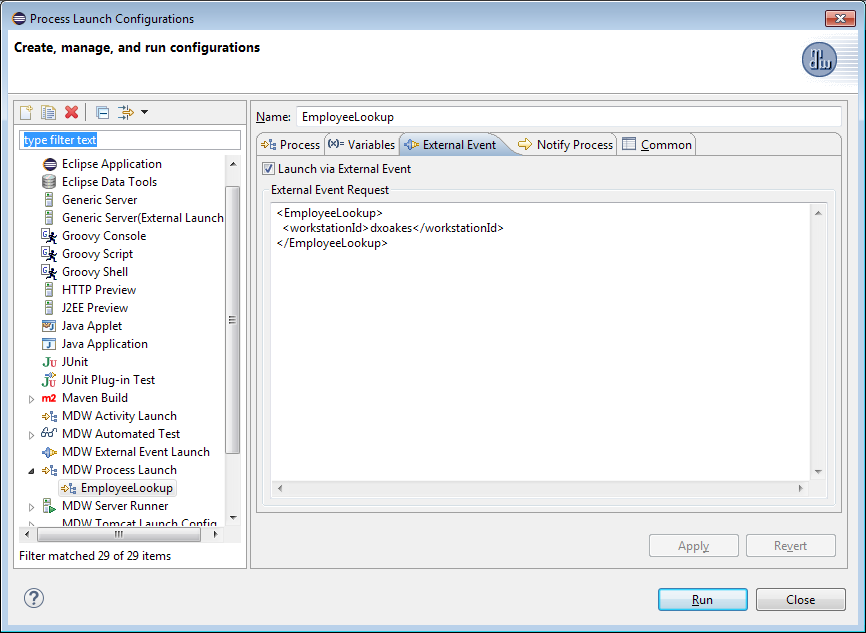 Process Launch Configurations
Create, manage, and run configurations
type filter text
Eclipse Application
Eclipse Data Tools
Generic Server
Generic Server(External Launch
Groovy Console
Groovy Script
Groovy Shell
HTTP Preview
J2EE Preview
Java Applet
Java Application
JUnit
JUnit Plug-in Test
m2 Maven Build
MDW Activity Launch
MDW Automated Test
MDW External Event Launch
MDW Process Launch
EmployeeLookup
MDW Server Runner
MDW Tomcat Launch Config
Filter matched 29 of 29 items
Name: EmployeeLookup
Process (x)= Variables External Event Notify Process Common
Launch via External Event
External Event Request
<EmployeeLookup>
<workstationId>dxoakes</workstationId>
</EmployeeLookup>
Apply Revert
? Run Close